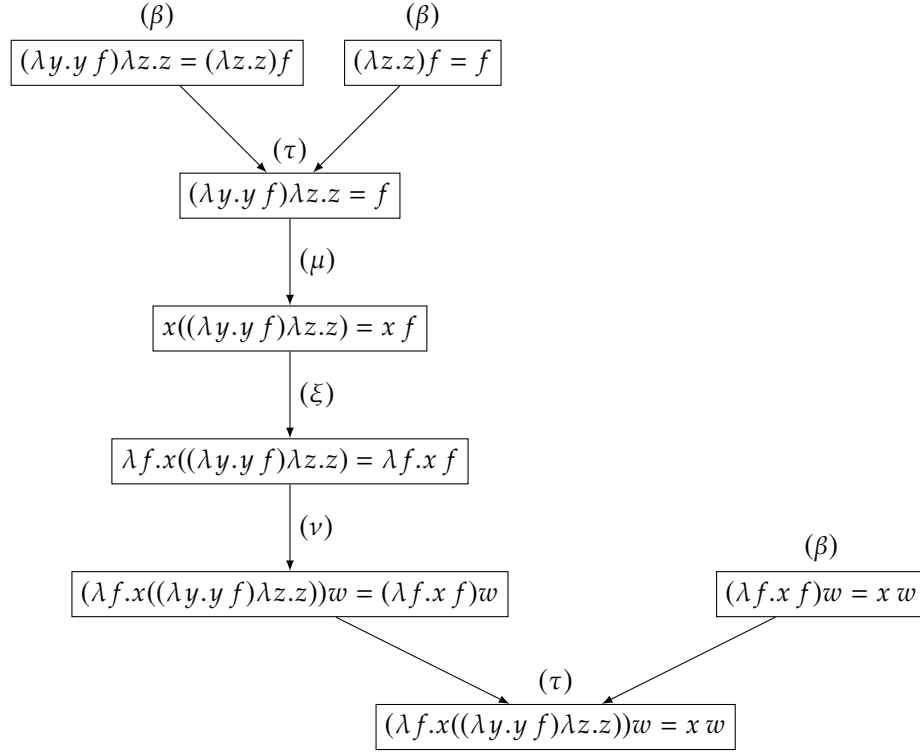 (β) (β)
(λy.y f)λz.z = (λz.z)f (λz.z)f = f
(τ)
(λy.y f)λz.z = f
(μ)
x((λy.y f)λz.z) = x f
(ξ)
λf.x((λy.y f)λz.z) = λf.x f
(ν)
(β)
(λf.x((λy.y f)λz.z))w = (λf.x f)w (λf.x f)w = x w
(τ)
(λf.x((λy.y f)λz.z))w = x w